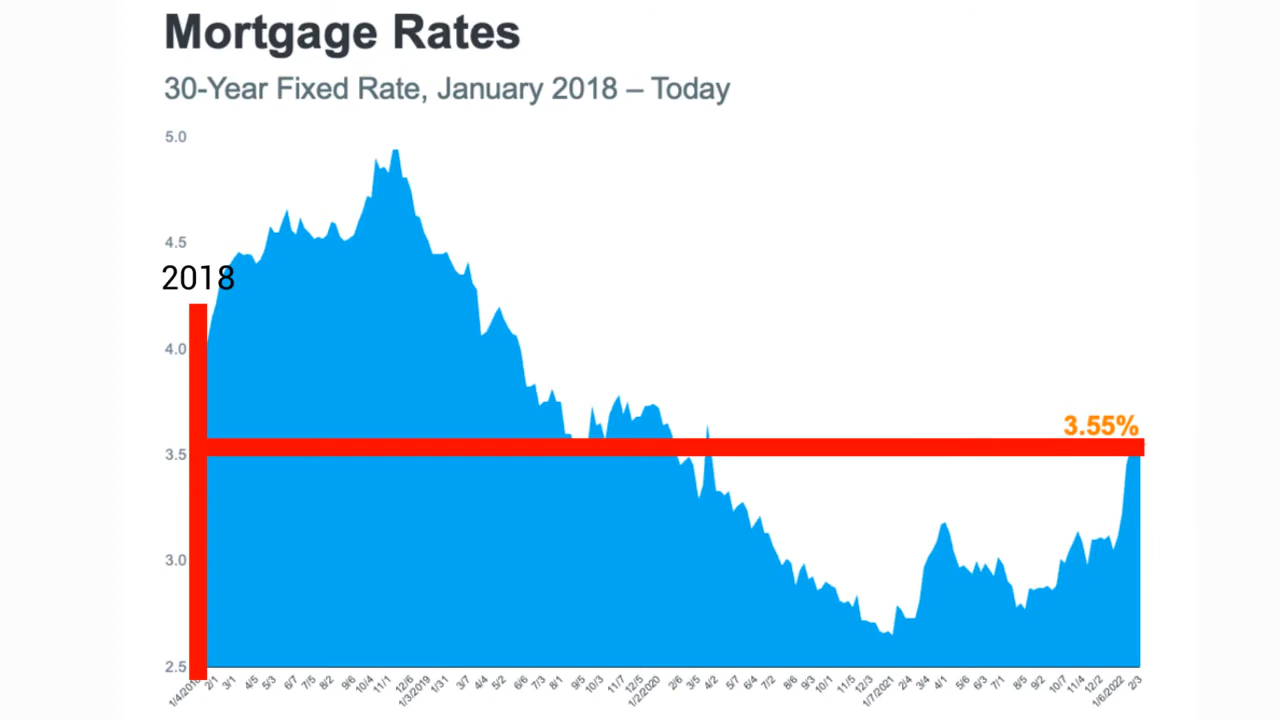 Mortgage Rates
30-Year Fixed Rate, January 2018 – Today
5.0
4.5
2018
4.0
3.55%
3.5
3.0
2.5
1/4/2018 2/1 3/1 4/5 5/3 6/7 7/5 8/2 9/6 10/4 11/1 12/6 1/3/2019 1/31 3/7 4/4 5/2 6/6 7/3 8/1 9/5 10/3 11/7 12/5 1/2/2020 2/6 3/5 4/2 5/7 6/4 7/2 8/6 9/3 10/1 11/5 12/3 1/7/2021 2/4 3/4 4/1 5/6 6/3 7/1 8/5 9/2 10/7 11/4 12/2 1/6/2022 2/3